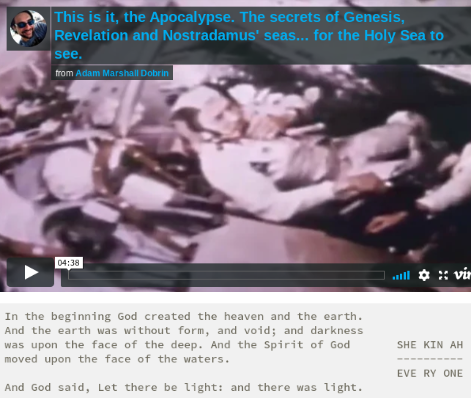 This is it, the Apocalypse. The secrets of Genesis,
Revelation and Nostradamus' seas... for the Holy Sea to
see.
from Adam Marshall Dobrin
04:38
In the beginning God created the heaven and the earth.
And the earth was without form, and void; and darkness
was upon the face of the deep. And the Spirit of God
moved upon the face of the waters.
And God said, Let there be light: and there was light.
SHE KIN AH
----------
EVE RY ONE